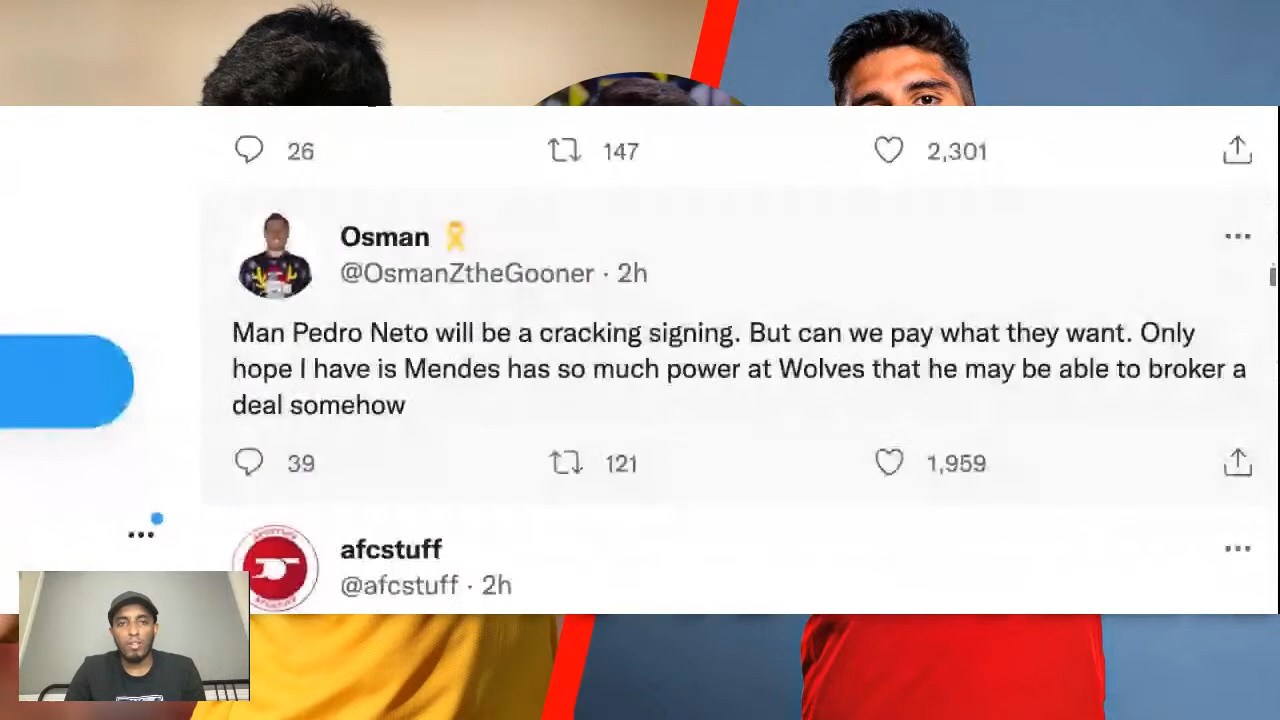 26 147 2,301
Osman 🎗
@OsmanZtheGooner · 2h
Man Pedro Neto will be a cracking signing. But can we pay what they want. Only
hope I have is Mendes has so much power at Wolves that he may be able to broker a
deal somehow
39 121 1,959
afcstuff
@afcstuff · 2h